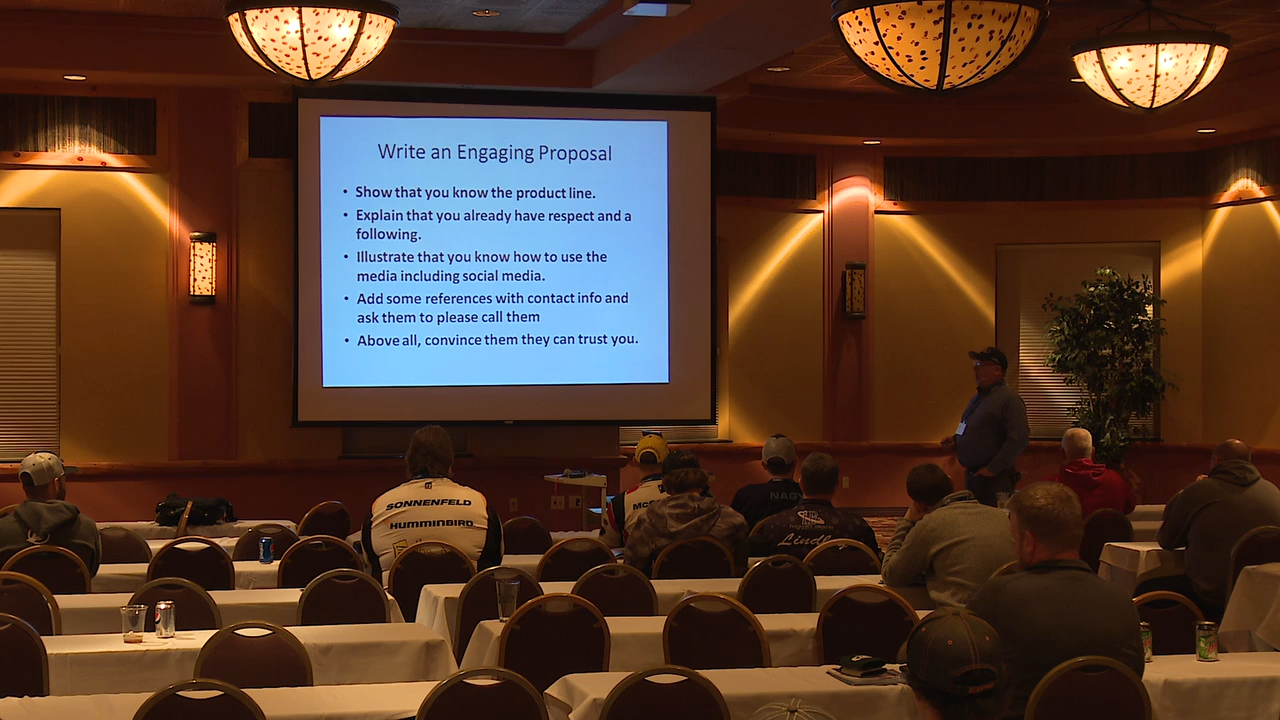 Write an Engaging Proposal
• Show that you know the product line.
• Explain that you already have respect and a
following.
• Illustrate that you know how to use the
media including social media.
• Add some references with contact info and
ask them to please call them
• Above all, convince them they can trust you.
SONNENFELD
HUMMINBIRD
NAGY
Lindy